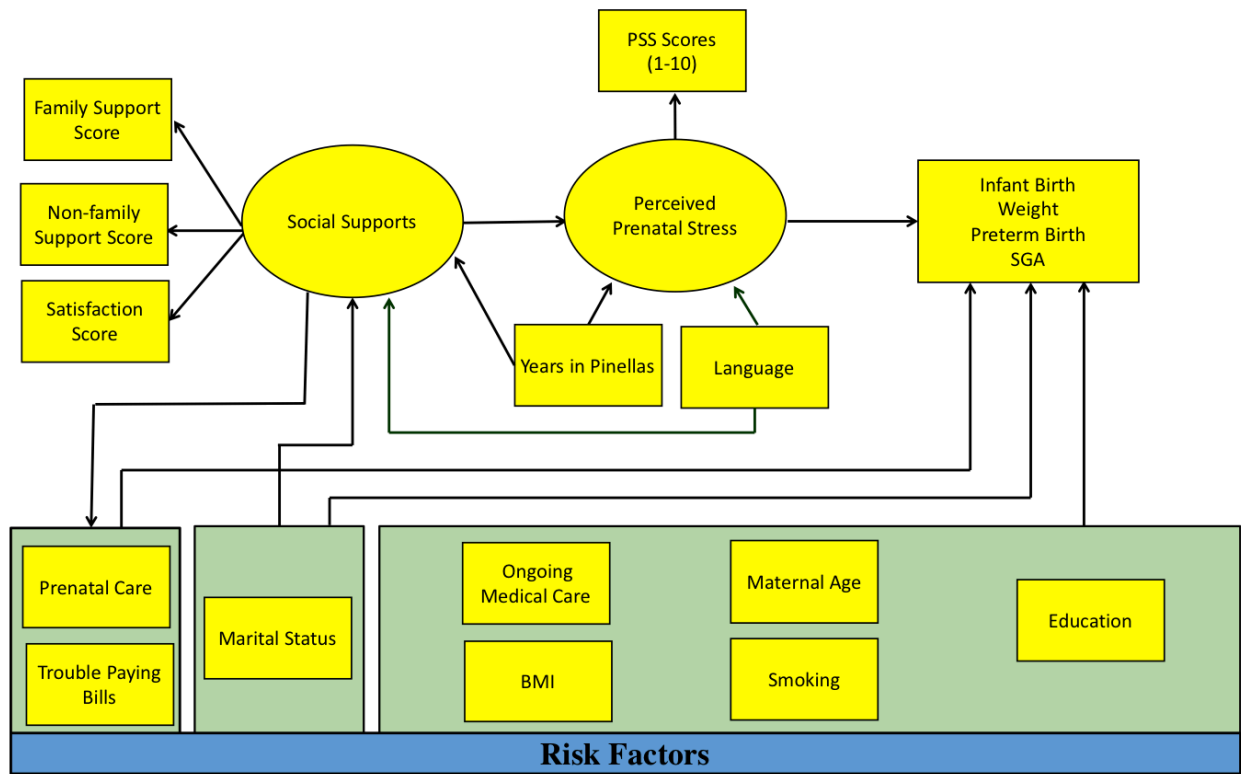 PSS Scores
(1-10)
Family Support
Score
Non-family
Support Score
Satisfaction
Score
Social Supports
Perceived
Prenatal Stress
Infant Birth
Weight
Preterm Birth
SGA
Years in Pinellas
Language
Prenatal Care
Trouble Paying
Bills
Marital Status
Ongoing
Medical Care
BMI
Maternal Age
Smoking
Education
Risk Factors